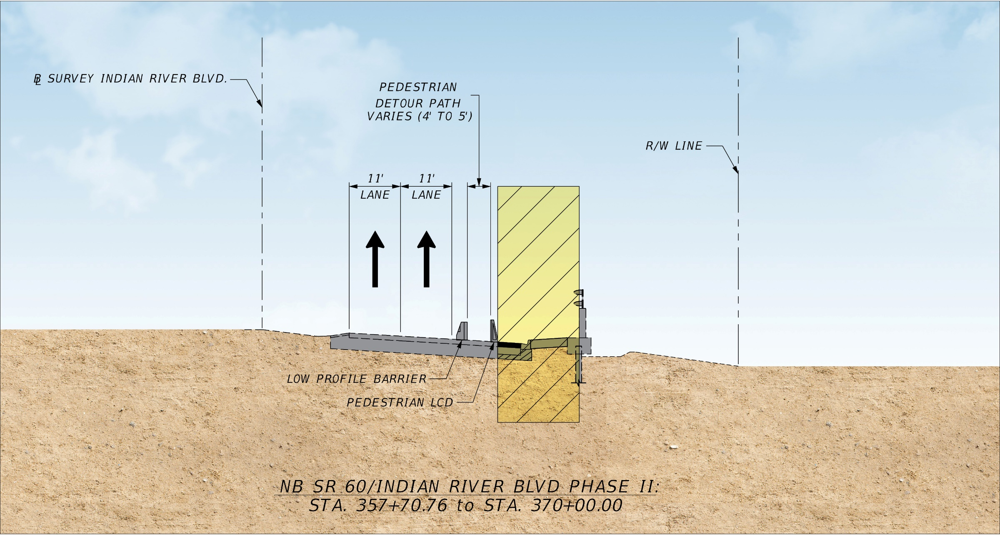 BL SURVEY INDIAN RIVER BLVD.
PEDESTRIAN
DETOUR PATH
VARIES (4' TO 5')
R/W LINE
11' 11'
LANE LANE
LOW PROFILE BARRIER
PEDESTRIAN LCD
NB SR 60/INDIAN RIVER BLVD PHASE II:
STA. 357+70.76 to STA. 370+00.00